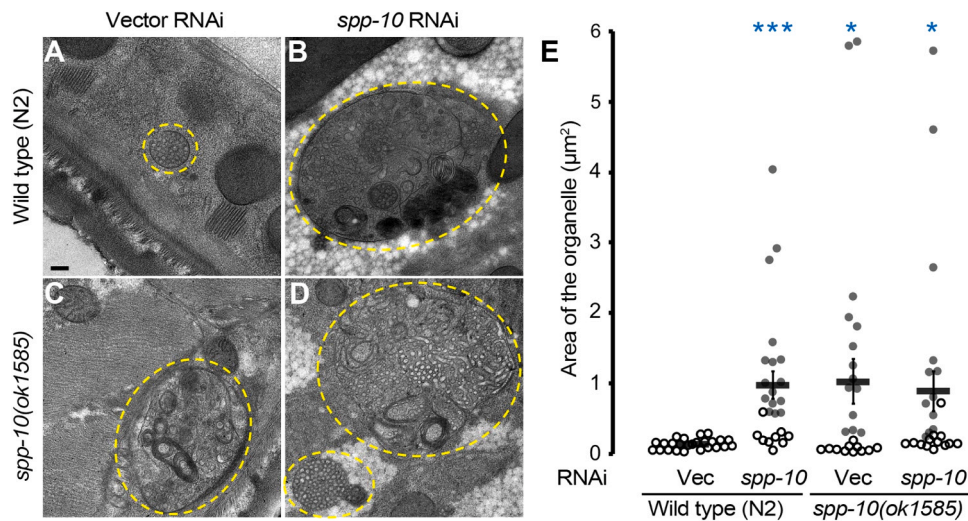 Vector RNAi
spp-10 RNAi
Wild type (N2)
spp-10(ok1585)
A
B
C
D
E
***
*
*
Area of the organelle (µm²)
6
5
4
3
2
1
0
RNAi
Vec
spp-10
Vec
spp-10
Wild type (N2)
spp-10(ok1585)